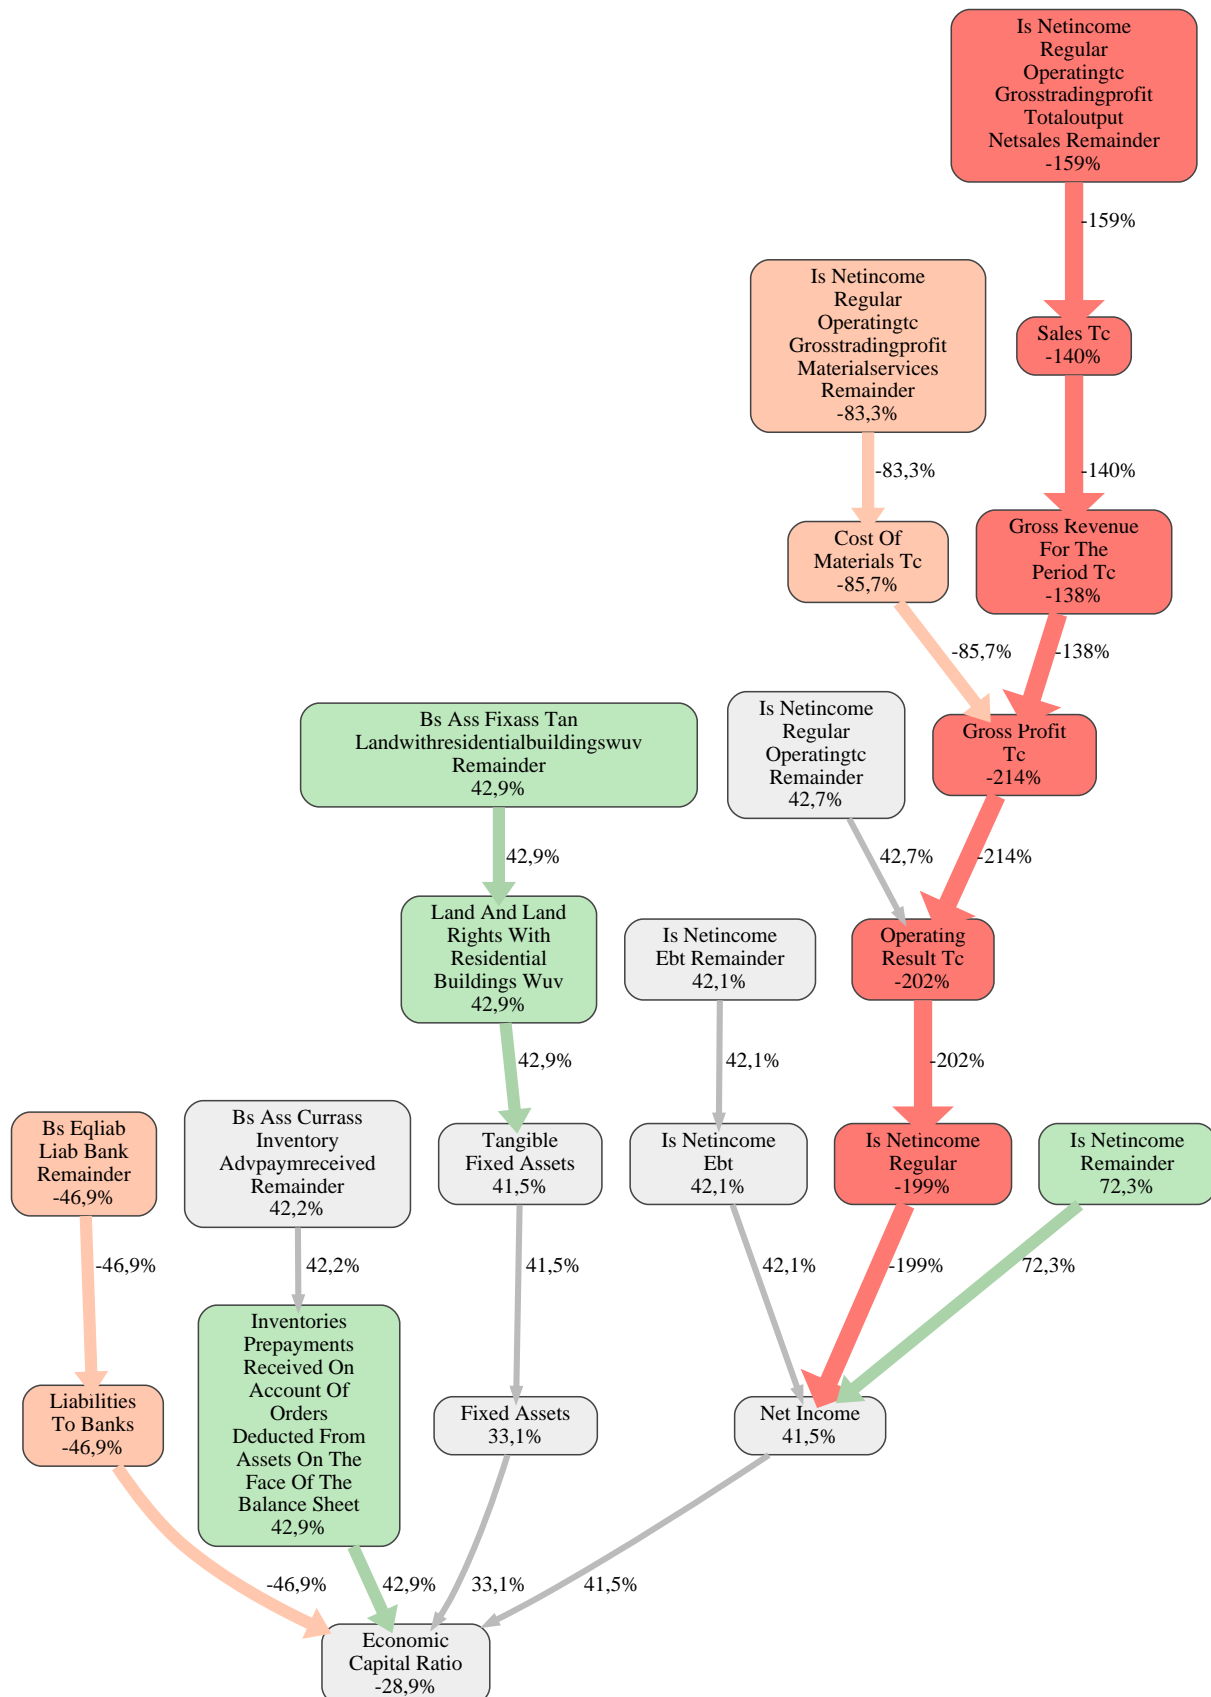 Is Netincome
Regular
Operatingtc
Grosstradingprofit
Totaloutput
Netsales Remainder
-159%
-159%
Is Netincome
Regular
Operatingtc
Grosstradingprofit
Materialservices
Remainder
-83,3%
Sales Tc
-140%
-83,3%
-140%
Cost Of
Materials Tc
-85,7%
Gross Revenue
For The
Period Tc
-138%
-85,7%
-138%
Bs Ass Fixass Tan
Landwithresidentialbuildingswuv
Remainder
42,9%
Is Netincome
Regular
Operatingtc
Remainder
42,7%
Gross Profit
Tc
-214%
42,9%
42,7%
-214%
Land And Land
Rights With
Residential
Buildings Wuv
42,9%
Is Netincome
Ebt Remainder
42,1%
Operating
Result Tc
-202%
42,9%
42,1%
-202%
Bs Eqliab
Liab Bank
Remainder
-46,9%
Bs Ass Currass
Inventory
Advpaymreceived
Remainder
42,2%
Tangible
Fixed Assets
41,5%
Is Netincome
Ebt
42,1%
Is Netincome
Regular
-199%
Is Netincome
Remainder
72,3%
-46,9%
42,2%
41,5%
42,1%
-199%
72,3%
Liabilities
To Banks
-46,9%
Inventories
Prepayments
Received On
Account Of
Orders
Deducted From
Assets On The
Face Of The
Balance Sheet
42,9%
Fixed Assets
33,1%
Net Income
41,5%
-46,9%
42,9%
33,1%
41,5%
Economic
Capital Ratio
-28,9%